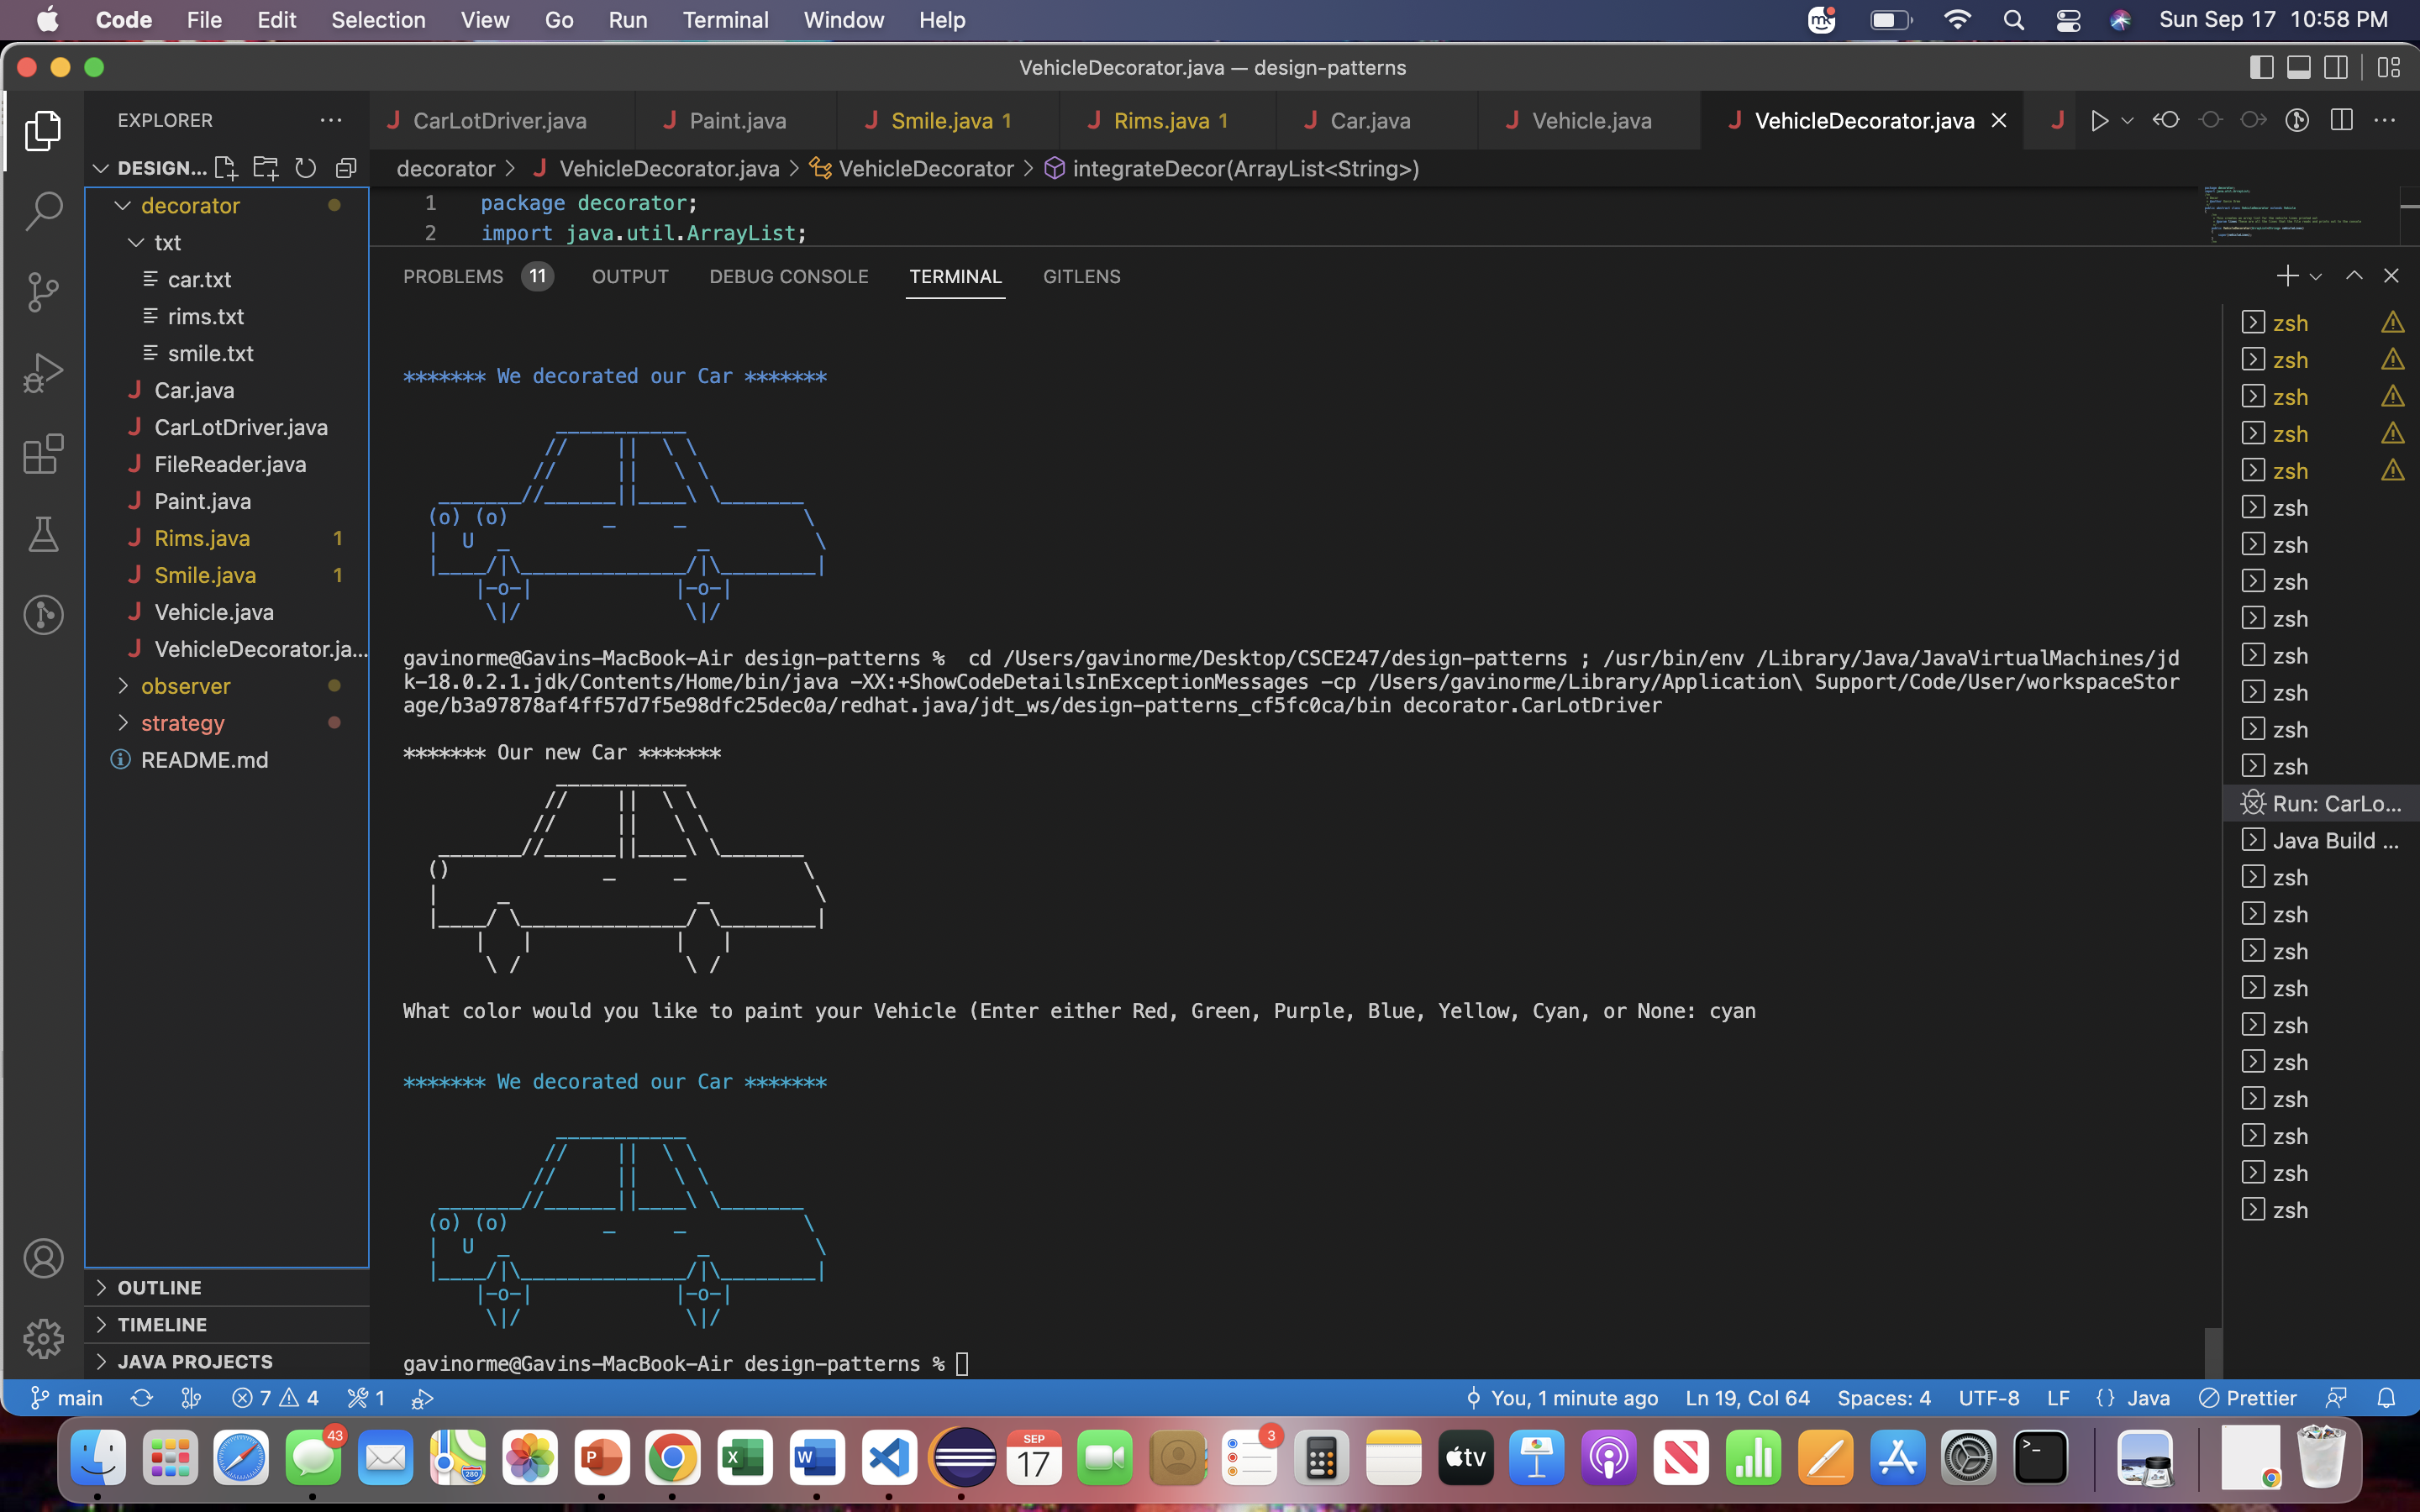 Code File Edit Selection View Go Run Terminal Window Help Sun Sep 17 10:58 PM
VehicleDecorator.java — design-patterns
EXPLORER
CarLotDriver.java Paint.java Smile.java 1 Rims.java 1 Car.java Vehicle.java VehicleDecorator.java
DESIGN...
decorator > VehicleDecorator.java > VehicleDecorator > integrateDecor(ArrayList<String>)
decorator
txt
car.txt
rims.txt
smile.txt
Car.java
CarLotDriver.java
FileReader.java
Paint.java
Rims.java 1
Smile.java 1
Vehicle.java
VehicleDecorator.ja...
observer
strategy
README.md
OUTLINE
TIMELINE
JAVA PROJECTS
1 package decorator;
2 import java.util.ArrayList;
PROBLEMS 11 OUTPUT DEBUG CONSOLE TERMINAL GITLENS
******* We decorated our Car *******
            ___________
           //    ||  \ \
          //     ||   \ \
  _______//______||____\ \_______
 (o) (o)        _    _          \
 |  U  _                _         \
 |____/|\______________/|\________|
     |-o-|            |-o-|
      \|/              \|/
gavinorme@Gavins-MacBook-Air design-patterns %  cd /Users/gavinorme/Desktop/CSCE247/design-patterns ; /usr/bin/env /Library/Java/JavaVirtualMachines/jd
k-18.0.2.1.jdk/Contents/Home/bin/java -XX:+ShowCodeDetailsInExceptionMessages -cp /Users/gavinorme/Library/Application\ Support/Code/User/workspaceStor
age/b3a97878af4ff57d7f5e98dfc25dec0a/redhat.java/jdt_ws/design-patterns_cf5fc0ca/bin decorator.CarLotDriver
******* Our new Car *******
            ___________
           //    ||  \ \
          //     ||   \ \
  _______//______||____\ \_______
 ()             _    _          \
 |     _                _         \
 |____/ \______________/ \________|
     |   |            |   |
      \ /              \ /
What color would you like to paint your Vehicle (Enter either Red, Green, Purple, Blue, Yellow, Cyan, or None: cyan
******* We decorated our Car *******
            ___________
           //    ||  \ \
          //     ||   \ \
  _______//______||____\ \_______
 (o) (o)        _    _          \
 |  U  _                _         \
 |____/|\______________/|\________|
     |-o-|            |-o-|
      \|/              \|/
gavinorme@Gavins-MacBook-Air design-patterns %
zsh
zsh
zsh
zsh
zsh
zsh
zsh
zsh
zsh
zsh
zsh
zsh
zsh
Run: CarLo...
Java Build ...
zsh
zsh
zsh
zsh
zsh
zsh
zsh
zsh
zsh
zsh
main 7 4 1 You, 1 minute ago Ln 19, Col 64 Spaces: 4 UTF-8 LF {} Java Prettier
43 280 P X W SEP 17 3 tv >_